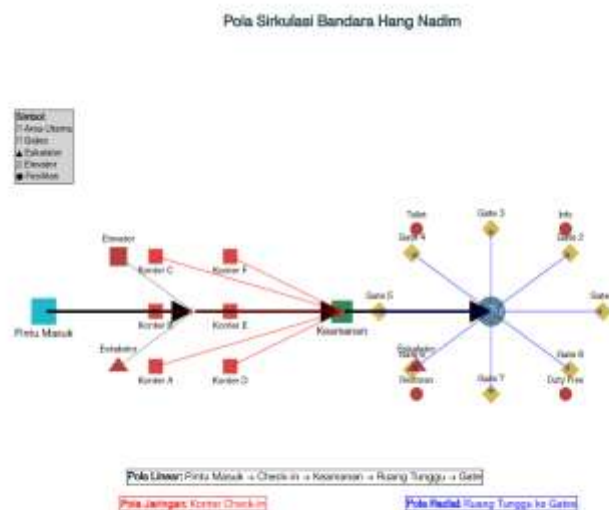 Pola Sirkulasi Bandara Hang Nadim
Simbol:
Area Utama
Gates
Eskalator
Elevator
Fasilitas
Toilet
Gate 3
Info
Elevator
Gate 4
Gate 2
Konter C
Konter F
Gate 5
Gate
Pintu Masuk
Konter B
Konter E
Keamanan
Eskalator
Eskalator
Gate 8
Konter A
Konter D
Restoran
Gate 7
Duty Free
Pola Linear: Pintu Masuk → Check-in → Keamanan → Ruang Tunggu → Gate
Pola Jaringan: Konter Check-in
Pola Radial: Ruang Tunggu ke Gates